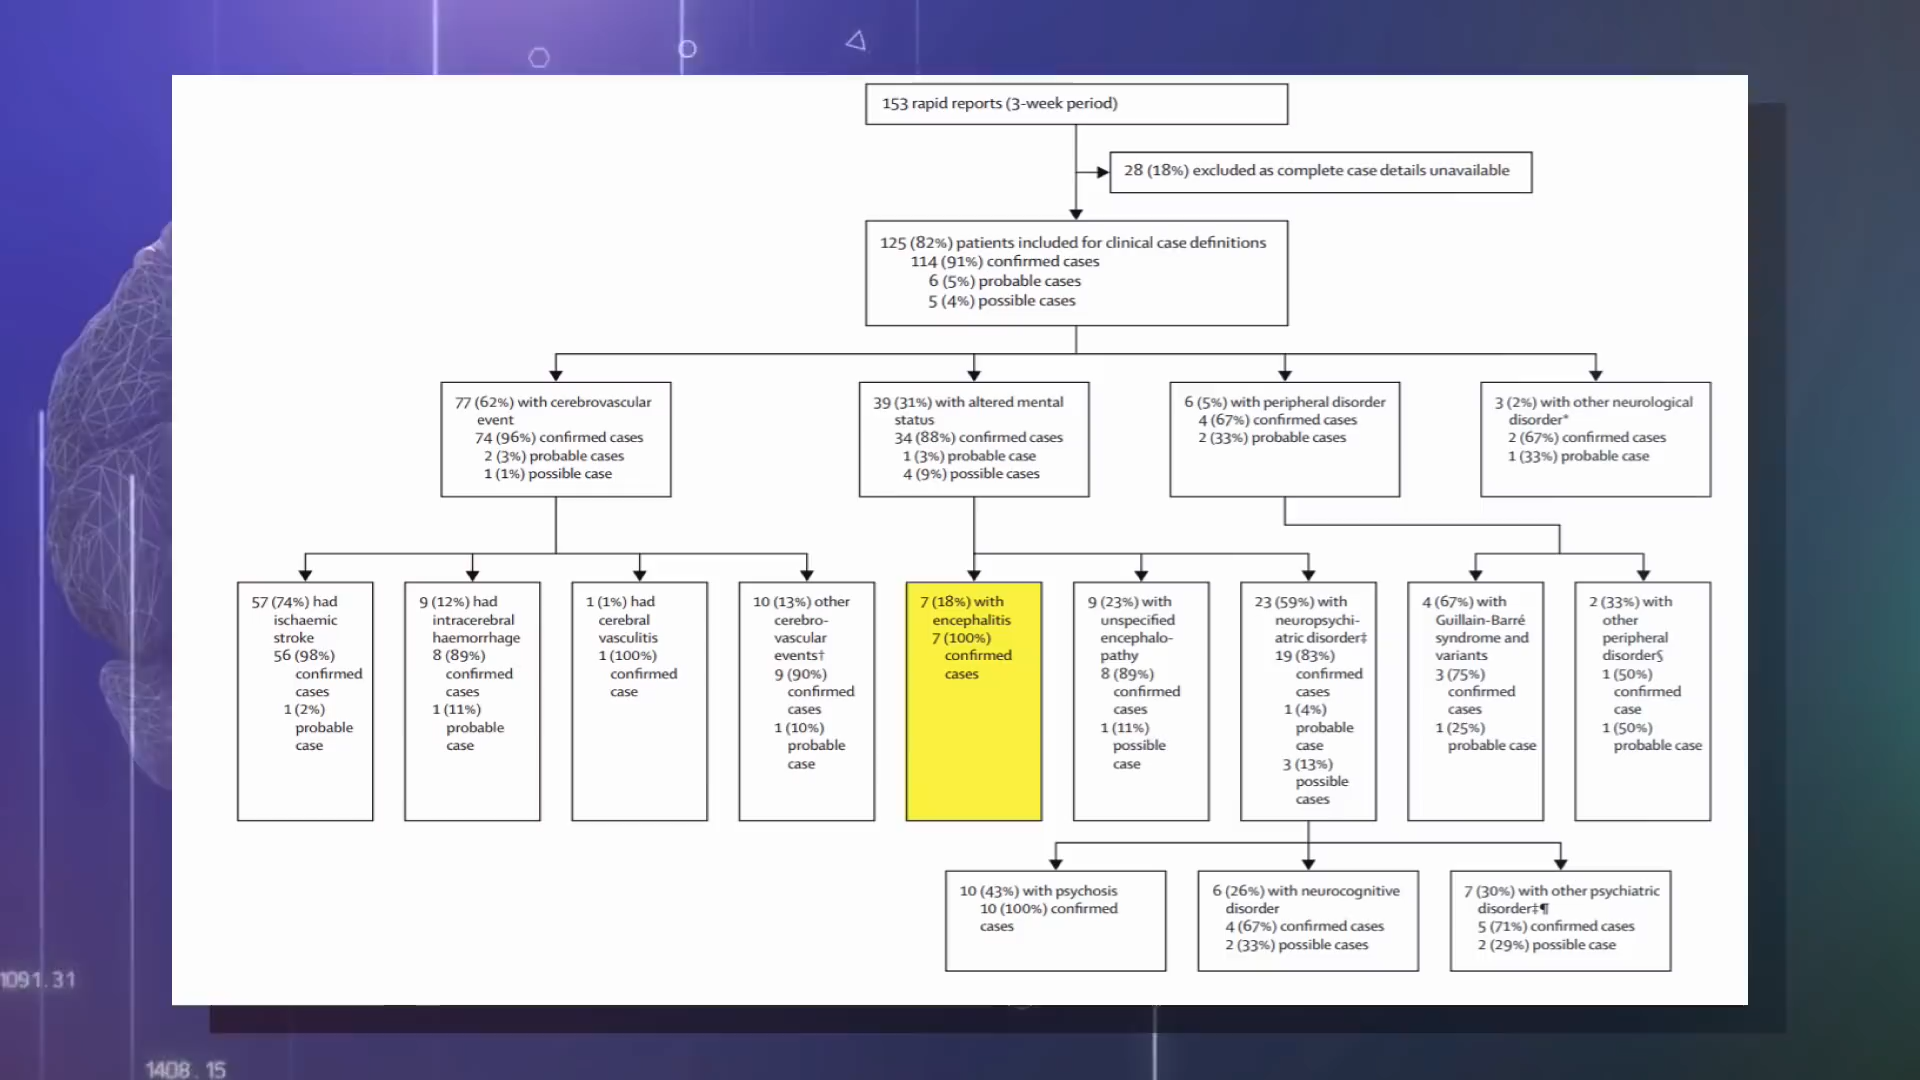 153 rapid reports (3-week period)
28 (18%) excluded as complete case details unavailable
125 (82%) patients included for clinical case definitions
114 (91%) confirmed cases
6 (5%) probable cases
5 (4%) possible cases
77 (62%) with cerebrovascular
event
74 (96%) confirmed cases
2 (3%) probable cases
1 (1%) possible case
39 (31%) with altered mental
status
34 (88%) confirmed cases
1 (3%) probable case
4 (9%) possible cases
6 (5%) with peripheral disorder
4 (67%) confirmed cases
2 (33%) probable cases
3 (2%) with other neurological
disorder*
2 (67%) confirmed cases
1 (33%) probable case
57 (74%) had
ischaemic
stroke
56 (98%)
confirmed
cases
1 (2%)
probable
case
9 (12%) had
intracerebral
haemorrhage
8 (89%)
confirmed
cases
1 (11%)
probable
case
1 (1%) had
cerebral
vasculitis
1 (100%)
confirmed
case
10 (13%) other
cerebro-
vascular
events†
9 (90%)
confirmed
cases
1 (10%)
probable
case
7 (18%) with
encephalitis
7 (100%)
confirmed
cases
9 (23%) with
unspecified
encephalo-
pathy
8 (89%)
confirmed
cases
1 (11%)
possible
case
23 (59%) with
neuropsychi-
atric disorder‡
19 (83%)
confirmed
cases
1 (4%)
probable
case
3 (13%)
possible
cases
4 (67%) with
Guillain-Barré
syndrome and
variants
3 (75%)
confirmed
cases
1 (25%)
probable case
2 (33%) with
other
peripheral
disorder§
1 (50%)
confirmed
case
1 (50%)
probable case
10 (43%) with psychosis
10 (100%) confirmed
cases
6 (26%) with neurocognitive
disorder
4 (67%) confirmed cases
2 (33%) possible cases
7 (30%) with other psychiatric
disorder‡¶
5 (71%) confirmed cases
2 (29%) possible case
1091.31
1408.15